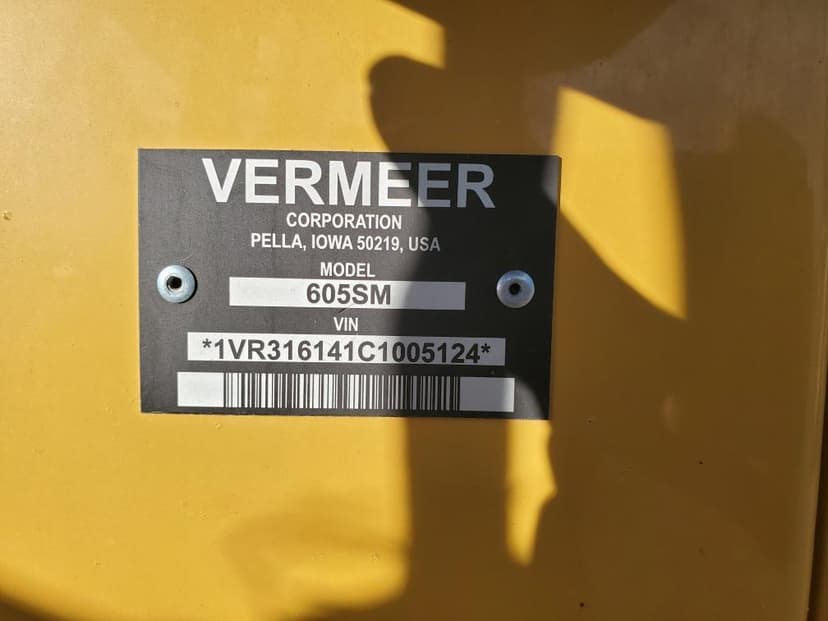 VERMEER
CORPORATION
PELLA, IOWA 50219, USA
MODEL
605SM
VIN
*1VR316141C1005124*